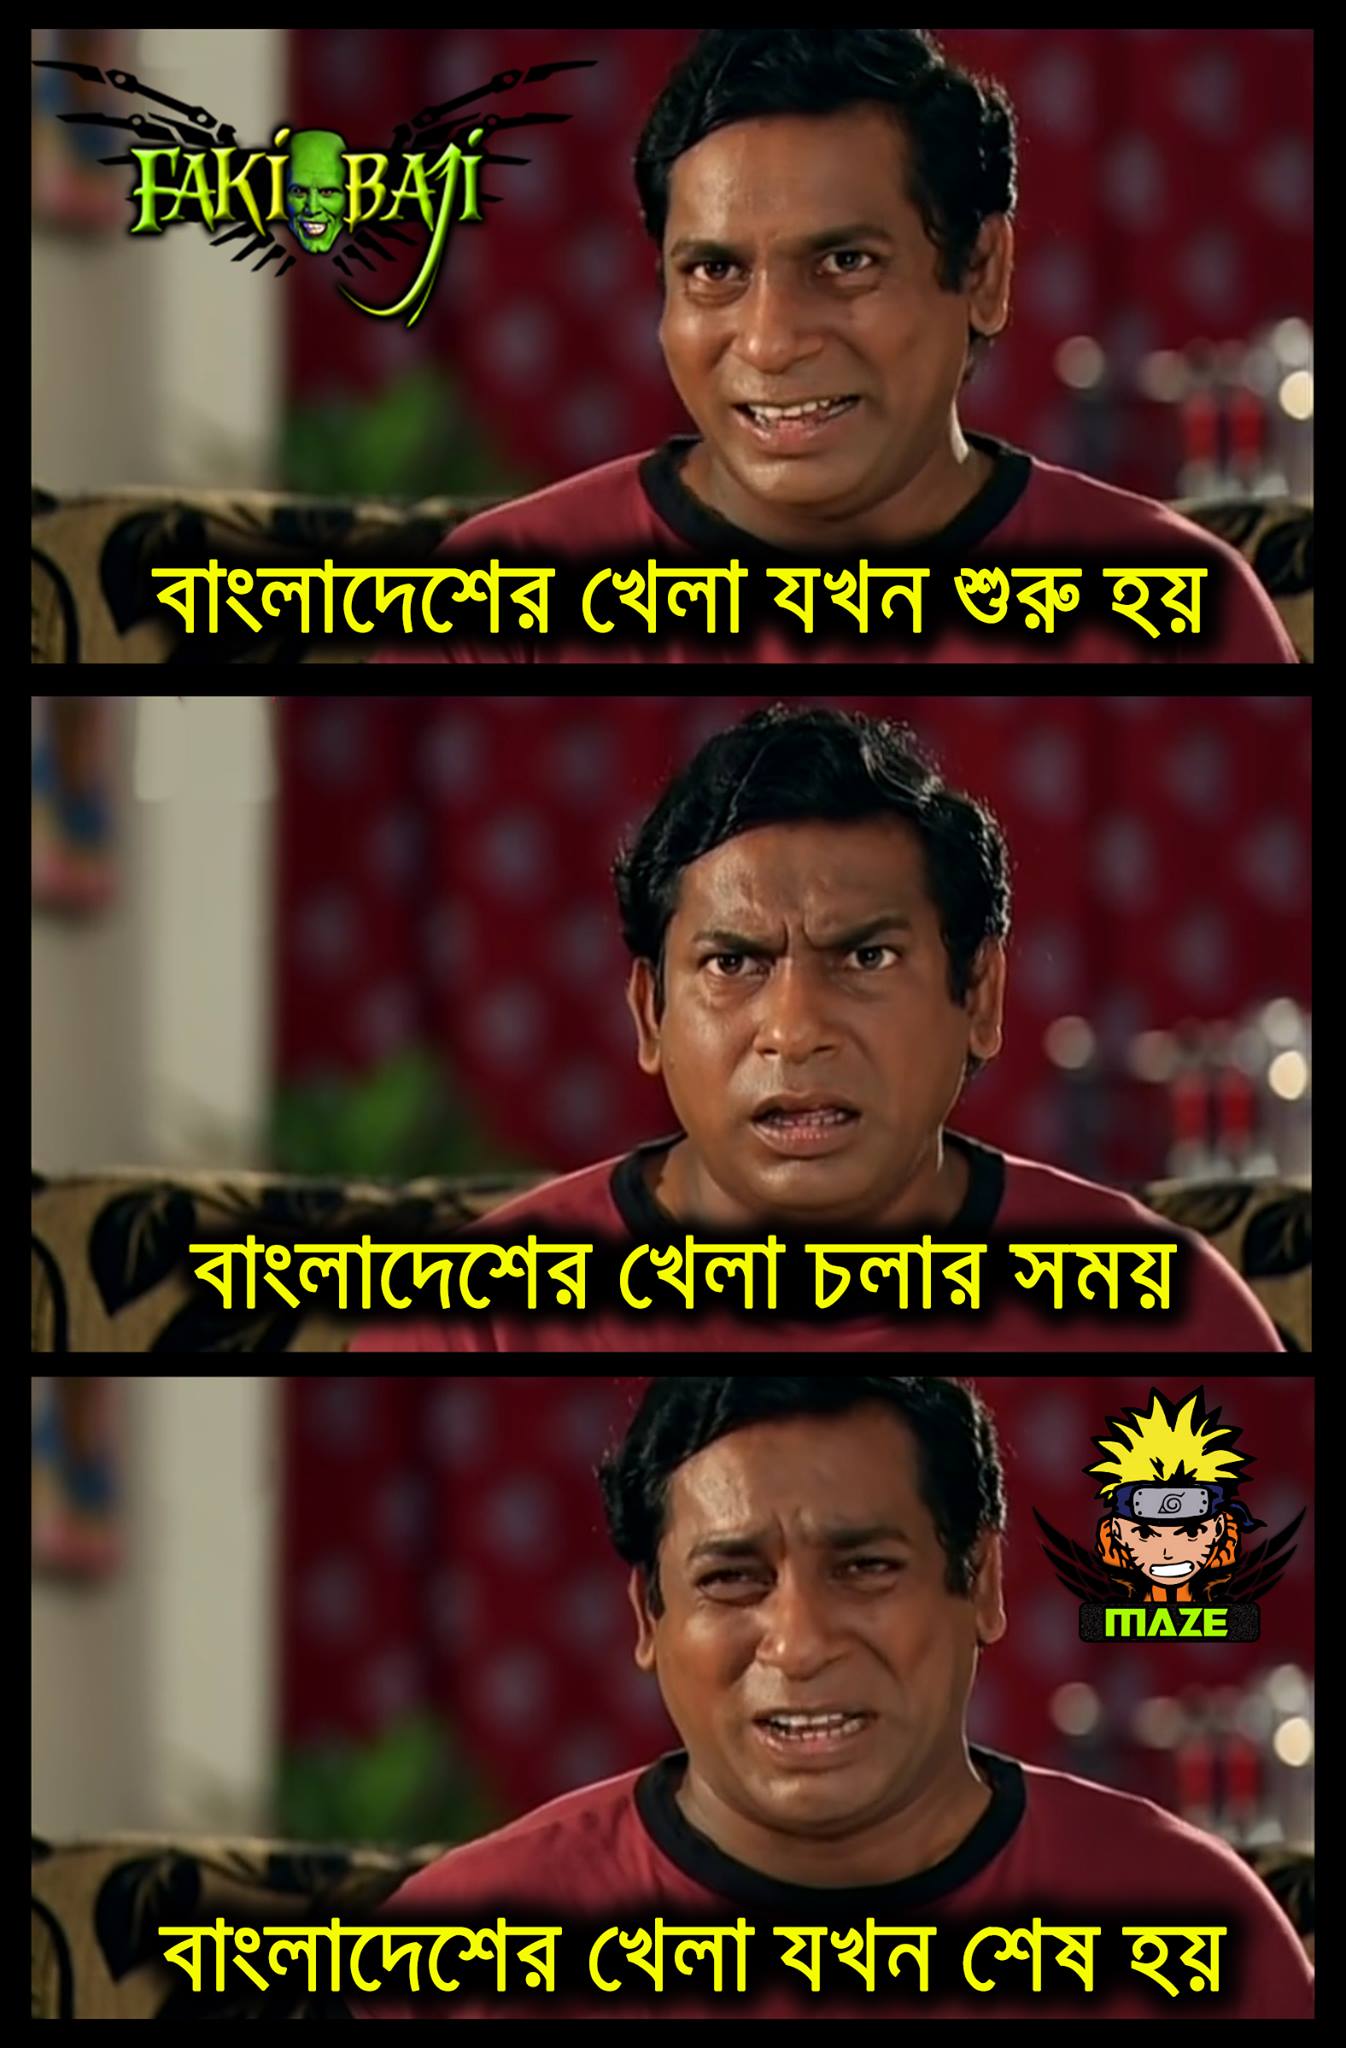 FAKIBAJI
বাংলাদেশের খেলা যখন শুরু হয়
বাংলাদেশের খেলা চলার সময়
MAZE
বাংলাদেশের খেলা যখন শেষ হয়